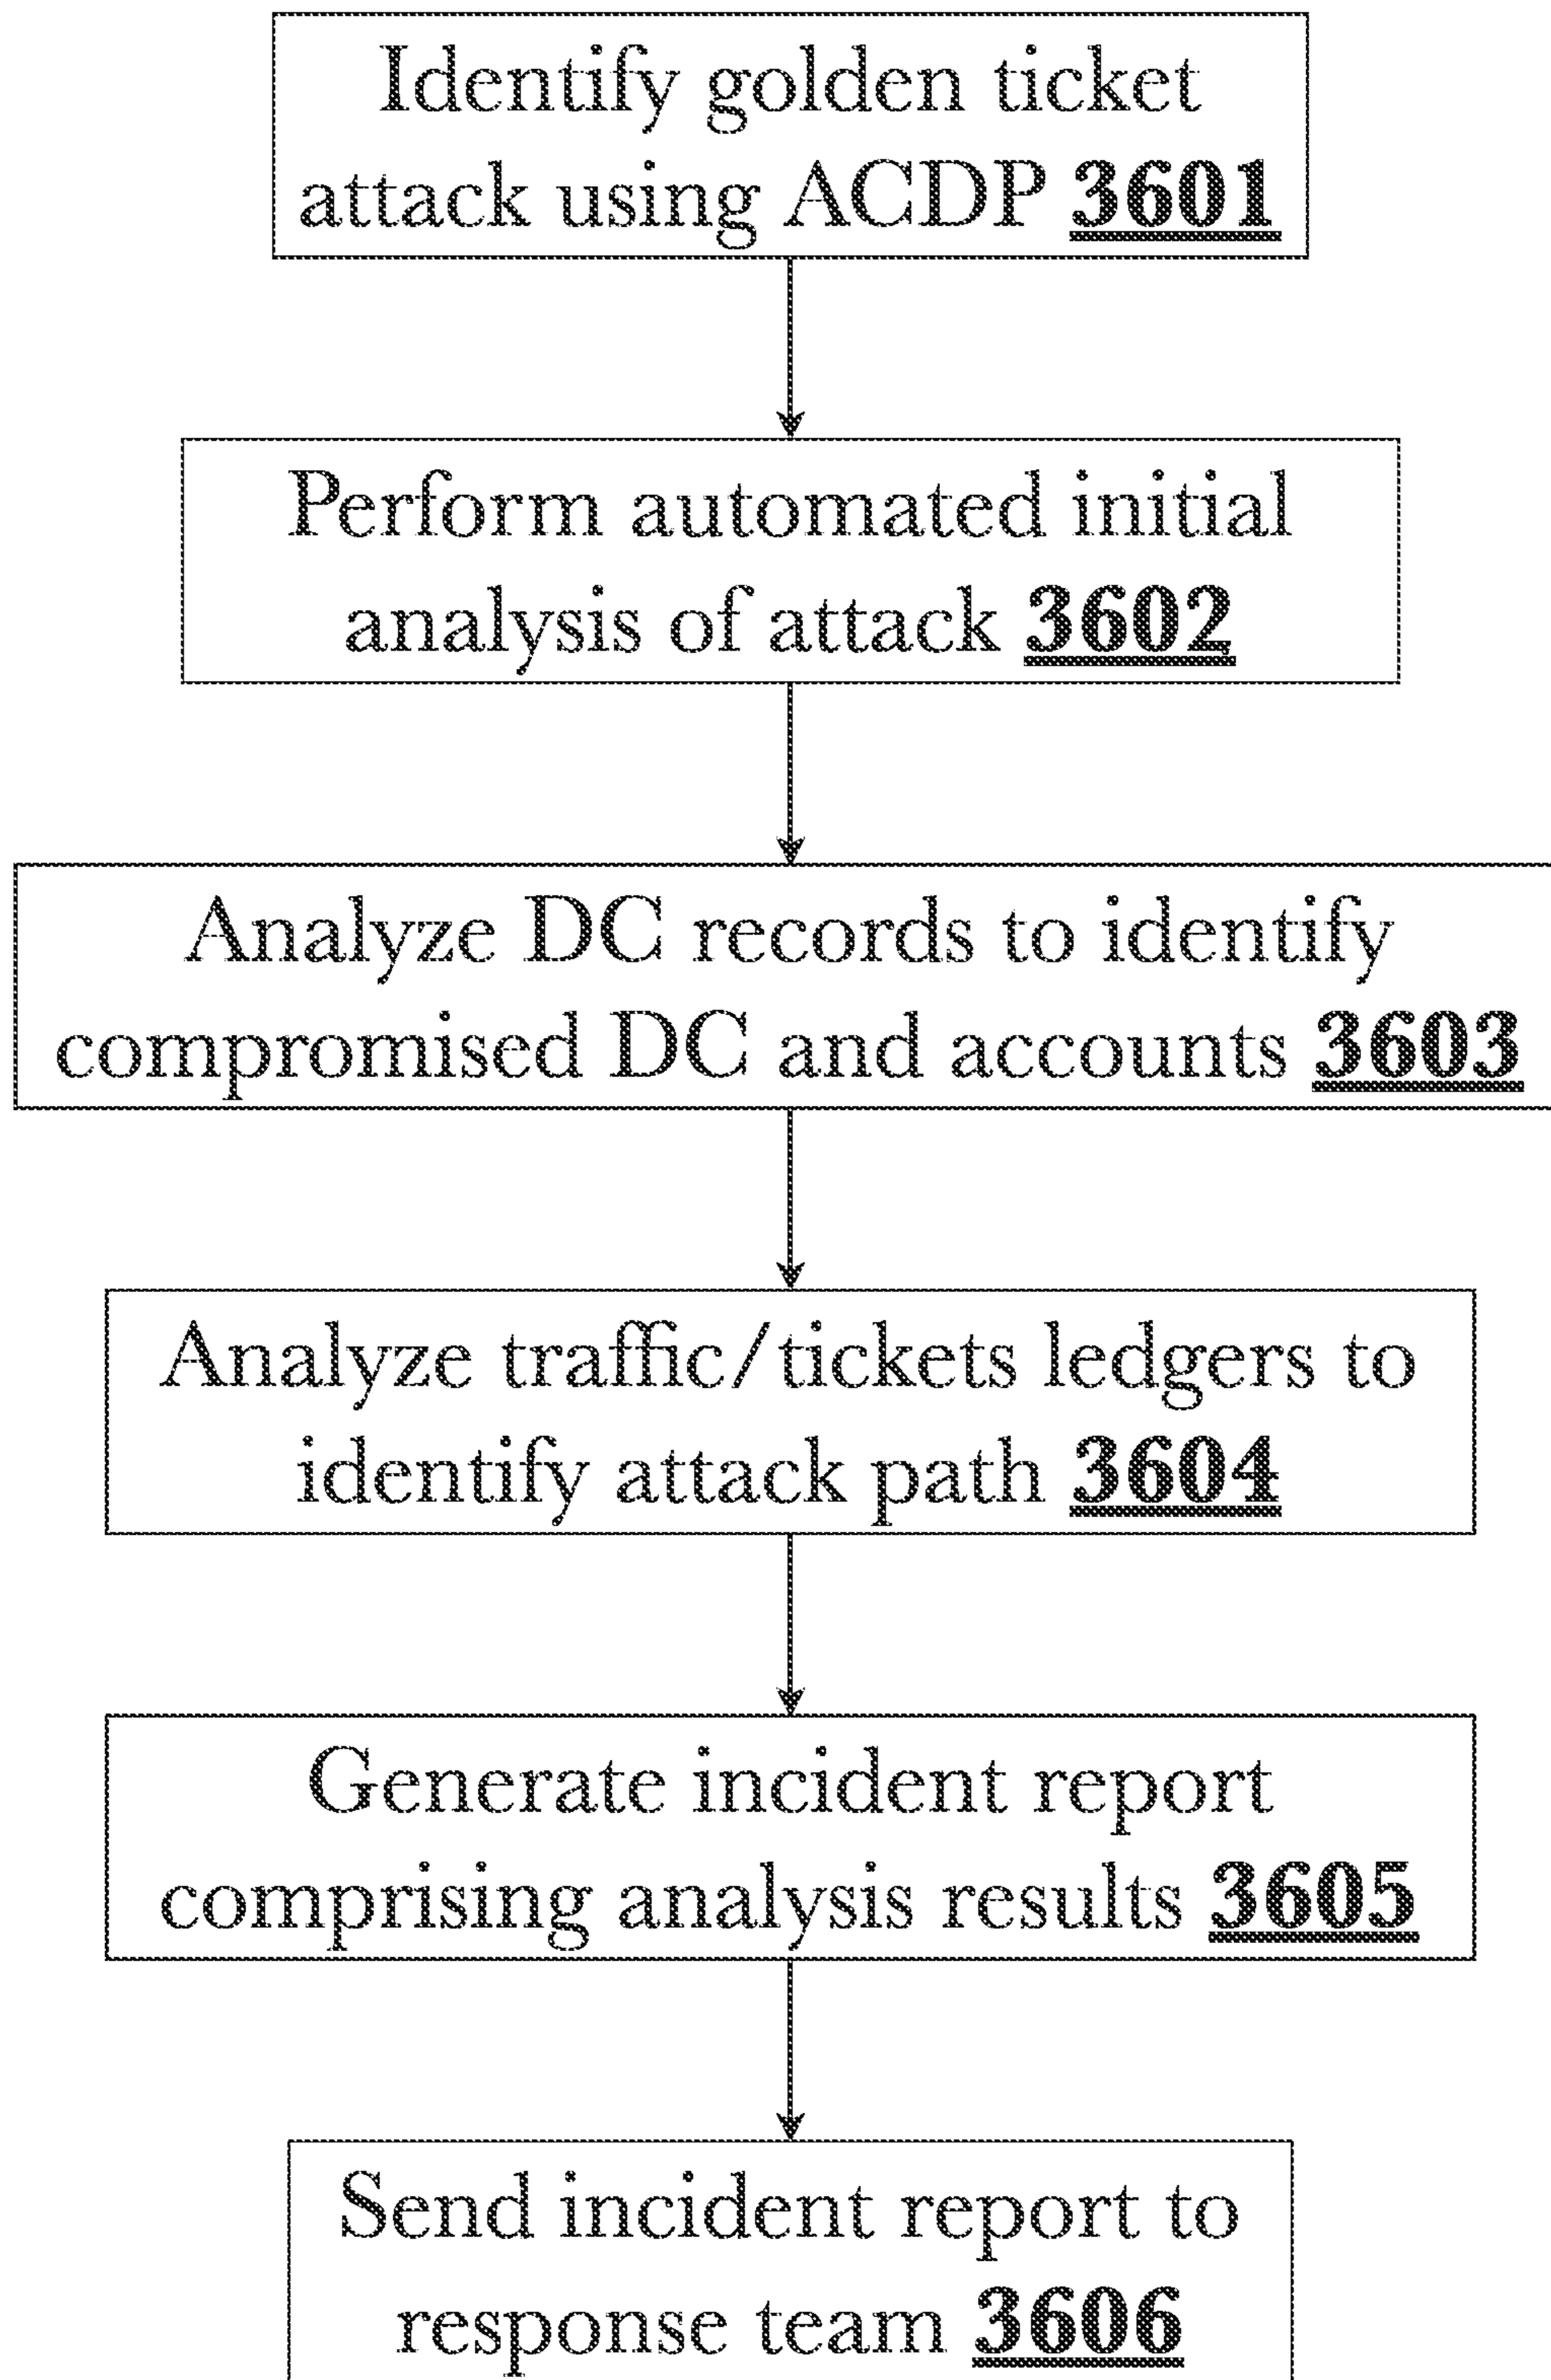 Identify golden ticket
attack using ACDP 3601
Perform automated initial
analysis of attack 3602
Analyze DC records to identify
compromised DC and accounts 3603
Analyze traffic/tickets ledgers to
identify attack path 3604
Generate incident report
comprising analysis results 3605
Send incident report to
response team 3606